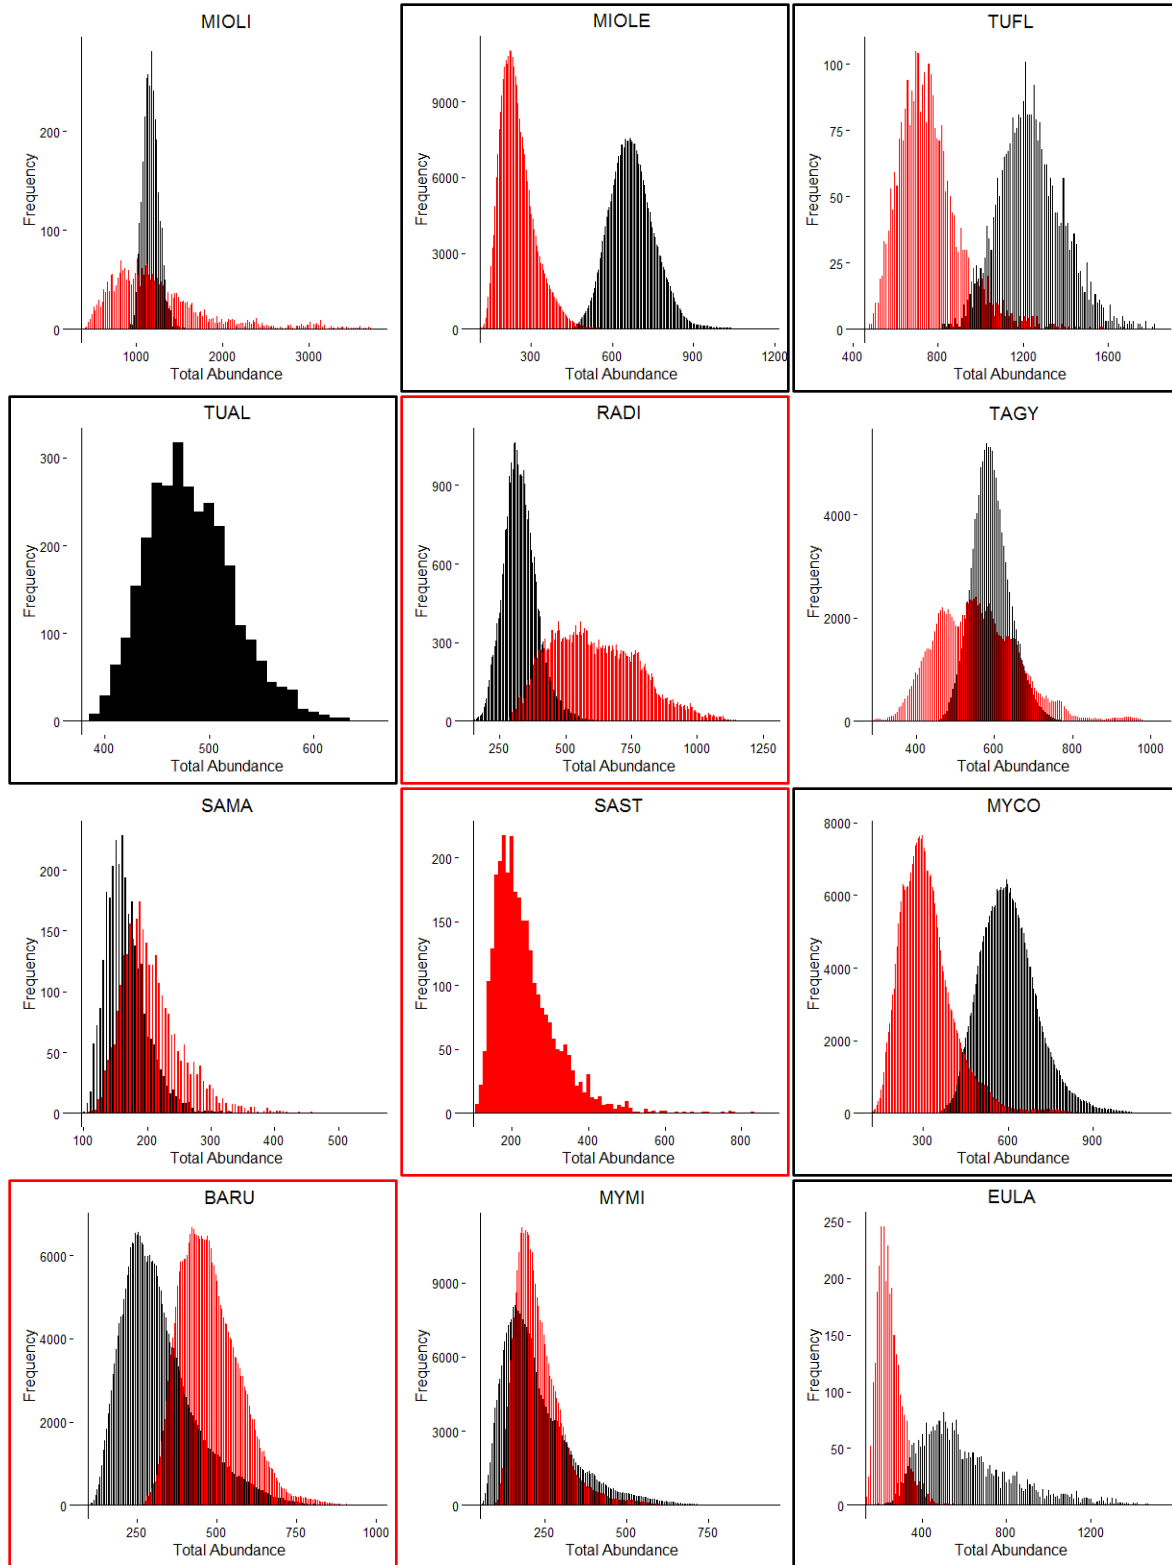 MIOLI
Frequency
200
100
0
1000 2000 3000
Total Abundance
MIOLE
Frequency
9000
6000
3000
0
300 600 900 1200
Total Abundance
TUFL
Frequency
100
75
50
25
0
400 800 1200 1600
Total Abundance
TUAL
Frequency
300
200
100
0
400 500 600
Total Abundance
RADI
Frequency
900
600
300
0
250 500 750 1000 1250
Total Abundance
TAGY
Frequency
4000
2000
0
400 600 800 1000
Total Abundance
SAMA
Frequency
200
150
100
50
0
100 200 300 400 500
Total Abundance
SAST
Frequency
200
150
100
50
0
200 400 600 800
Total Abundance
MYCO
Frequency
8000
6000
4000
2000
0
300 600 900
Total Abundance
BARU
Frequency
6000
4000
2000
0
250 500 750 1000
Total Abundance
MYMI
Frequency
9000
6000
3000
0
250 500 750
Total Abundance
EULA
Frequency
250
200
150
100
50
0
400 800 1200
Total Abundance